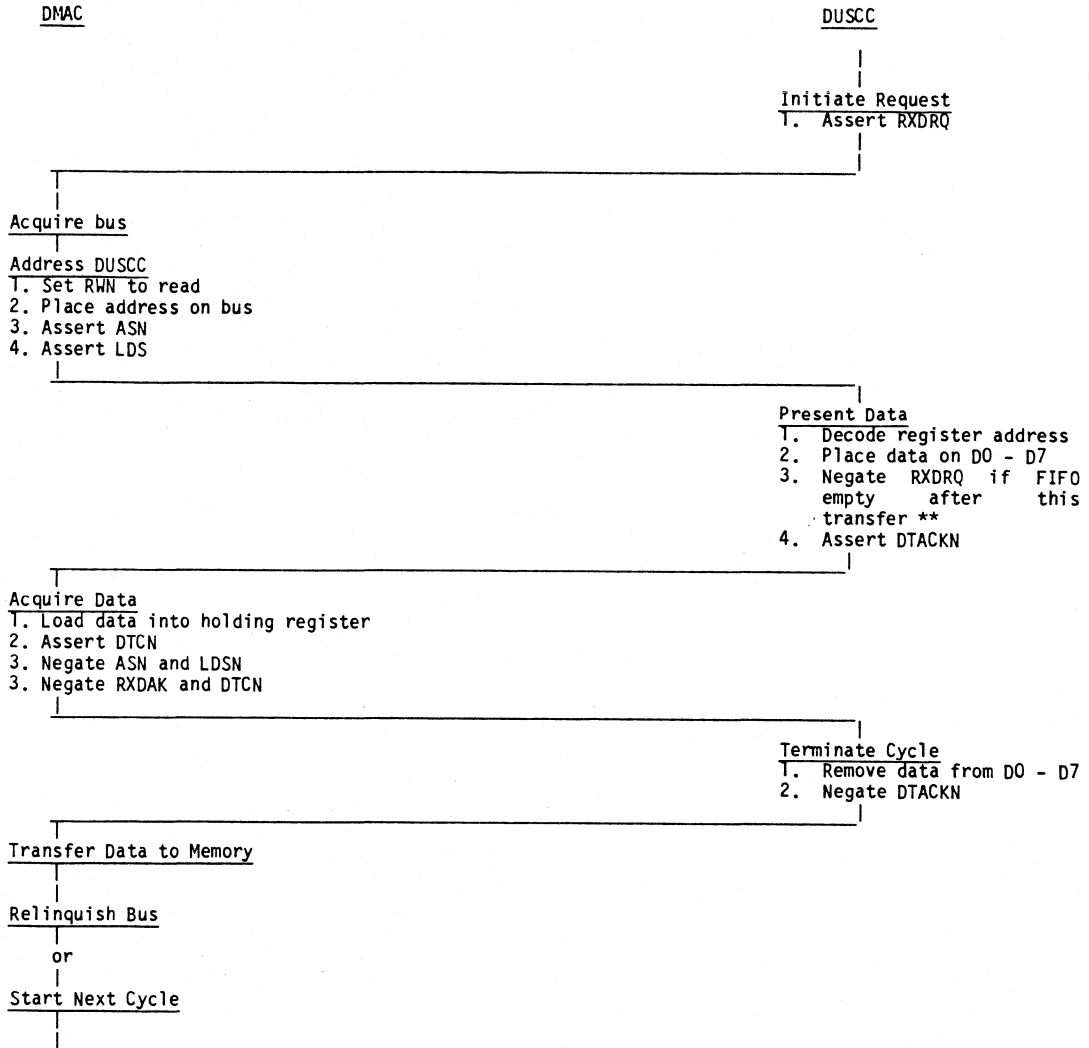 DMAC
DUSCC
Initiate Request
1. Assert RXDRQ
Acquire bus
Address DUSCC
1. Set RWN to read
2. Place address on bus
3. Assert ASN
4. Assert LDS
Present Data
1. Decode register address
2. Place data on D0 - D7
3. Negate RXDRQ if FIFO
empty after this
transfer **
4. Assert DTACKN
Acquire Data
1. Load data into holding register
2. Assert DTCN
3. Negate ASN and LDSN
3. Negate RXDAK and DTCN
Terminate Cycle
1. Remove data from D0 - D7
2. Negate DTACKN
Transfer Data to Memory
Relinquish Bus
or
Start Next Cycle